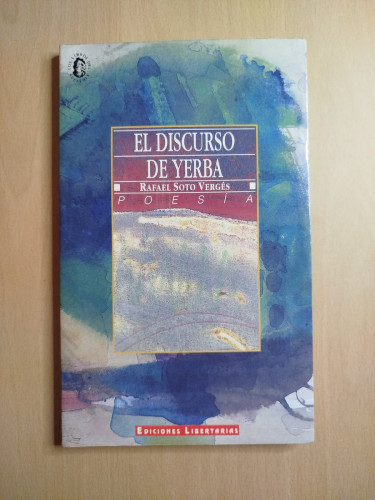 EL DISCURSO
DE YERBA
RAFAEL SOTO VERGÉS
POESÍA
EDICIONES LIBERTARIAS